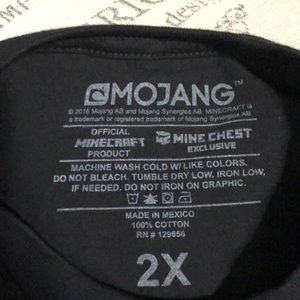 MOJANG™
© 2016 Mojang AB and Mojang Synergies AB. MINECRAFT is
a trademark or registered trademark of Mojang Synergies AB
OFFICIAL
MINECRAFT
PRODUCT
MINE CHEST
EXCLUSIVE
MACHINE WASH COLD W/LIKE COLORS.
DO NOT BLEACH. TUMBLE DRY LOW. IRON LOW,
IF NEEDED. DO NOT IRON ON GRAPHIC.
MADE IN MEXICO
100% COTTON
RN # 129656
2X